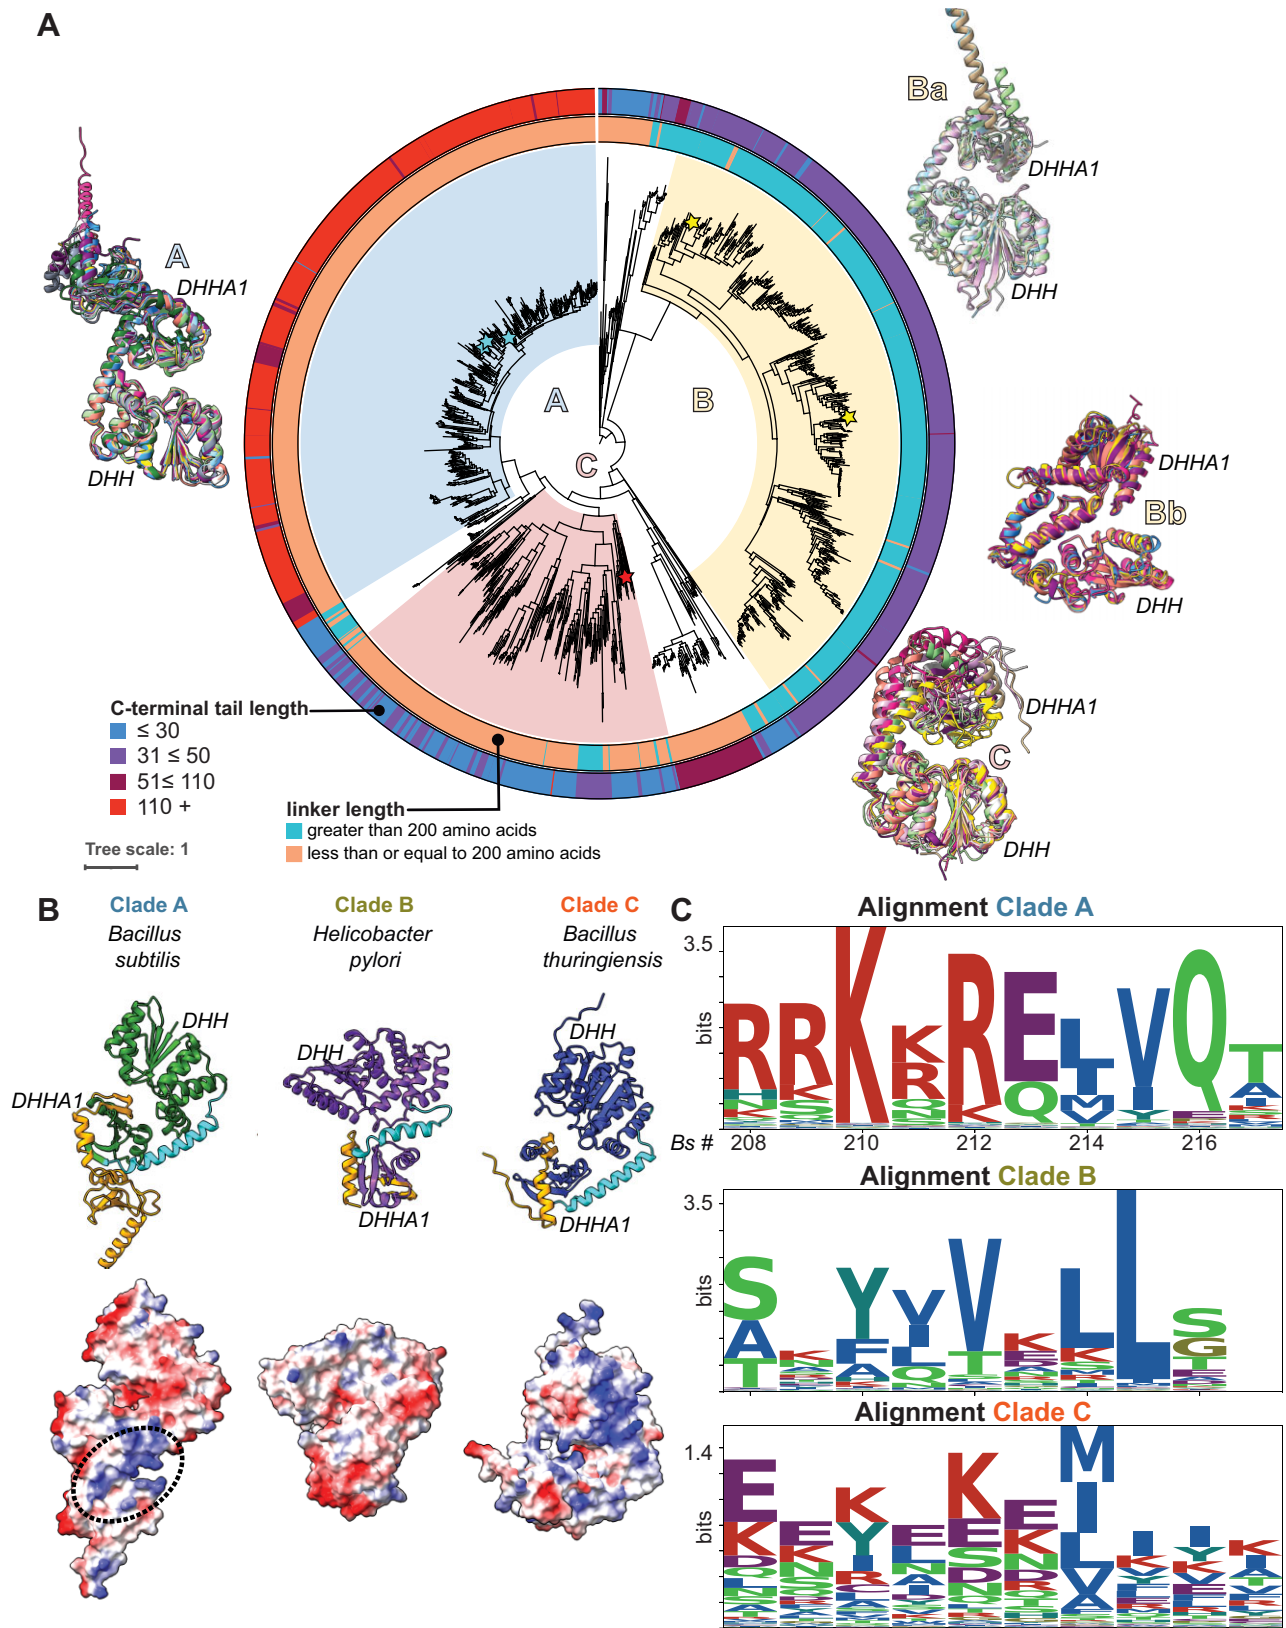 A
Ba
DHHA1
DHH
A
DHHA1
DHH
A
B
C
DHHA1
Bb
DHH
DHHA1
C
DHH
C-terminal tail length
≤ 30
31 ≤ 50
51≤ 110
110 +
linker length
greater than 200 amino acids
less than or equal to 200 amino acids
Tree scale: 1
B
Clade A
Bacillus
subtilis
DHH
DHHA1
Clade B
Helicobacter
pylori
DHH
DHHA1
Clade C
Bacillus
thuringiensis
DHH
DHHA1
C
Alignment Clade A
3.5
bits
R R K K R E L V Q T
Bs # 208 210 212 214 216
Alignment Clade B
3.5
bits
S K Y V V K L L S
Alignment Clade C
1.4
bits
E E K E K E M I I K